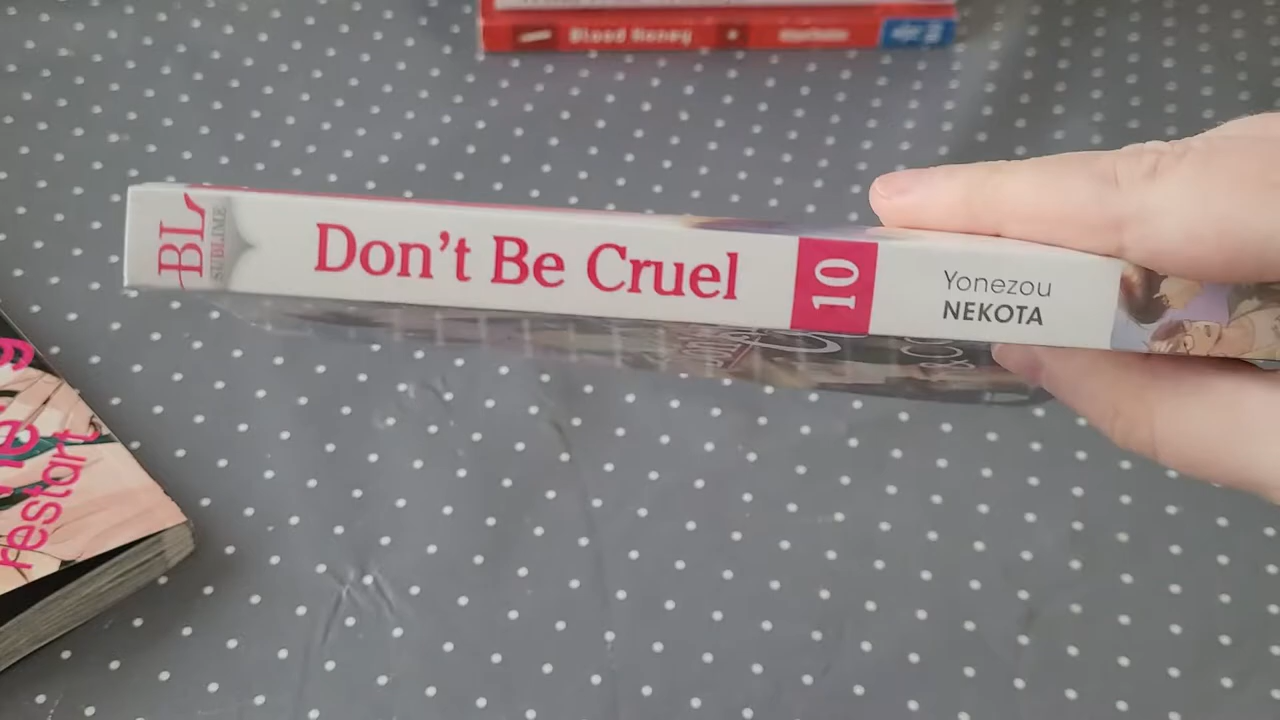 Blood Honey
BL
SUBLIME
Don't Be Cruel
10
Yonezou
NEKOTA
restart